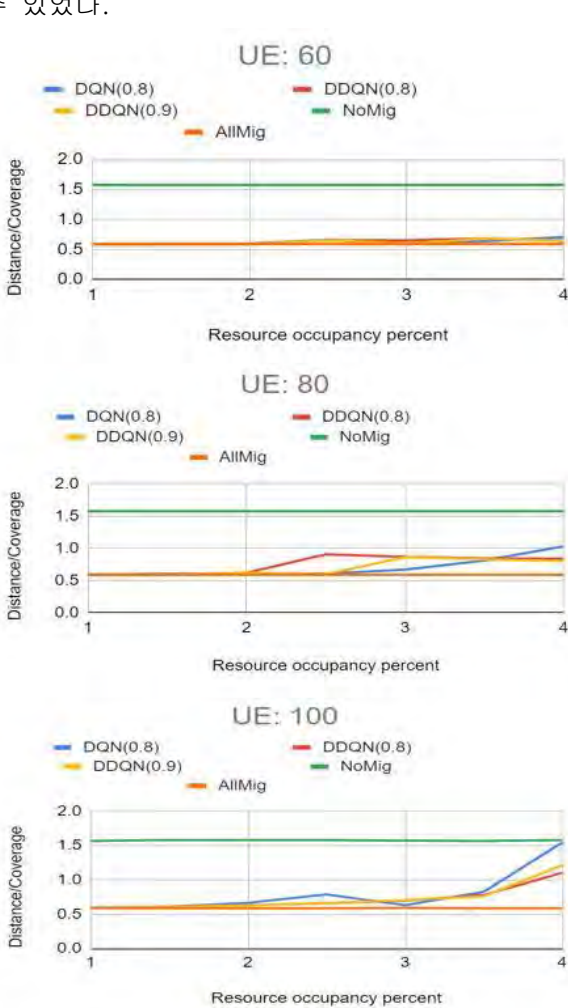 있었다.
UE: 60
DQN(0.8) DDQN(0.8)
DDQN(0.9) NoMig
AllMig
Distance/Coverage
2.0
1.5
1.0
0.5
0.0
1 2 3 4
Resource occupancy percent
UE: 80
DQN(0.8) DDQN(0.8)
DDQN(0.9) NoMig
AllMig
Distance/Coverage
2.0
1.5
1.0
0.5
0.0
1 2 3 4
Resource occupancy percent
UE: 100
DQN(0.8) DDQN(0.8)
DDQN(0.9) NoMig
AllMig
Distance/Coverage
2.0
1.5
1.0
0.5
0.0
1 2 3 4
Resource occupancy percent